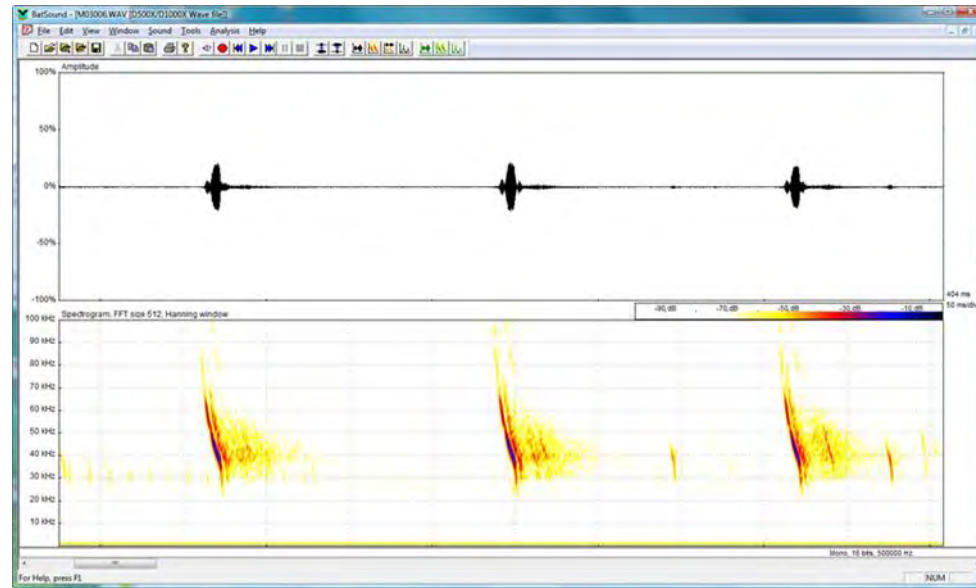 BatSound - [M03006.WAV [D500X/D1000X Wave file]]
File Edit View Window Sound Tools Analysis Help
Amplitude
100%
50%
0%
-50%
-100%
404 ms
50 ms/div
Spectrogram, FFT size 512, Hanning window
-90 dB -70 dB -50 dB -30 dB -10 dB
100 kHz
90 kHz
80 kHz
70 kHz
60 kHz
50 kHz
40 kHz
30 kHz
20 kHz
10 kHz
Mono, 16 bits, 500000 Hz
For Help, press F1
NUM